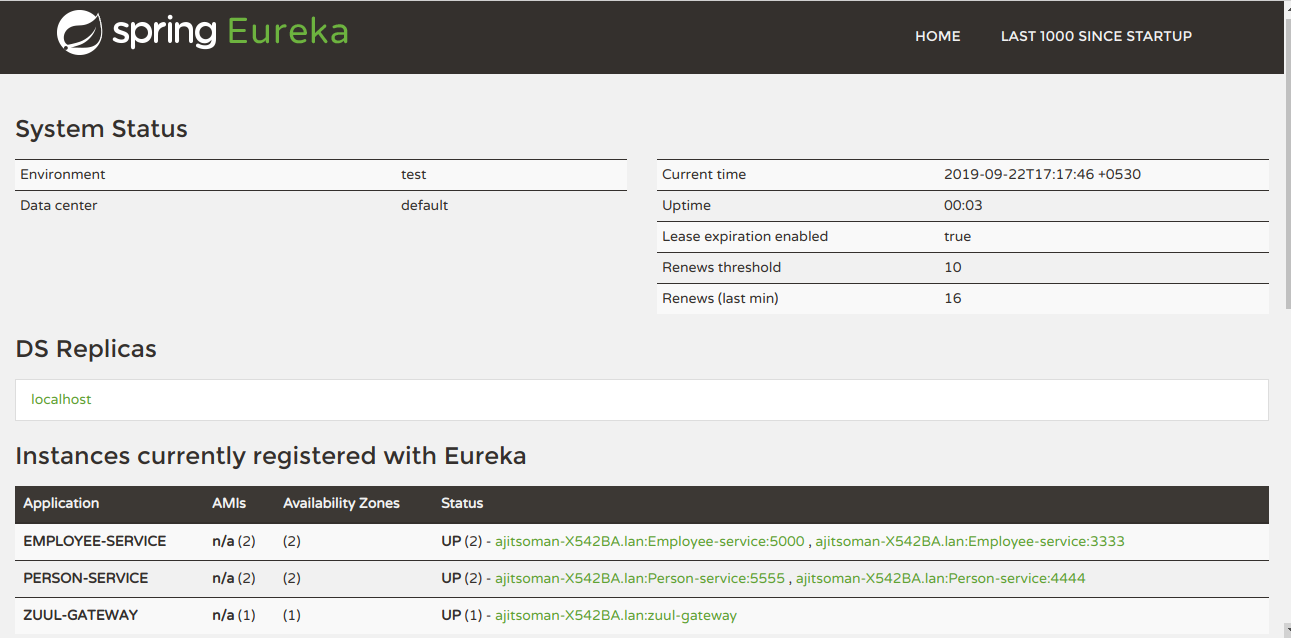 spring Eureka HOME LAST 1000 SINCE STARTUP
System Status
Environment test
Data center default
Current time 2019-09-22T17:17:46 +0530
Uptime 00:03
Lease expiration enabled true
Renews threshold 10
Renews (last min) 16
DS Replicas
localhost
Instances currently registered with Eureka
Application AMIs Availability Zones Status
EMPLOYEE-SERVICE n/a (2) (2) UP (2) - ajitsoman-X542BA.lan:Employee-service:5000 , ajitsoman-X542BA.lan:Employee-service:3333
PERSON-SERVICE n/a (2) (2) UP (2) - ajitsoman-X542BA.lan:Person-service:5555 , ajitsoman-X542BA.lan:Person-service:4444
ZUUL-GATEWAY n/a (1) (1) UP (1) - ajitsoman-X542BA.lan:zuul-gateway